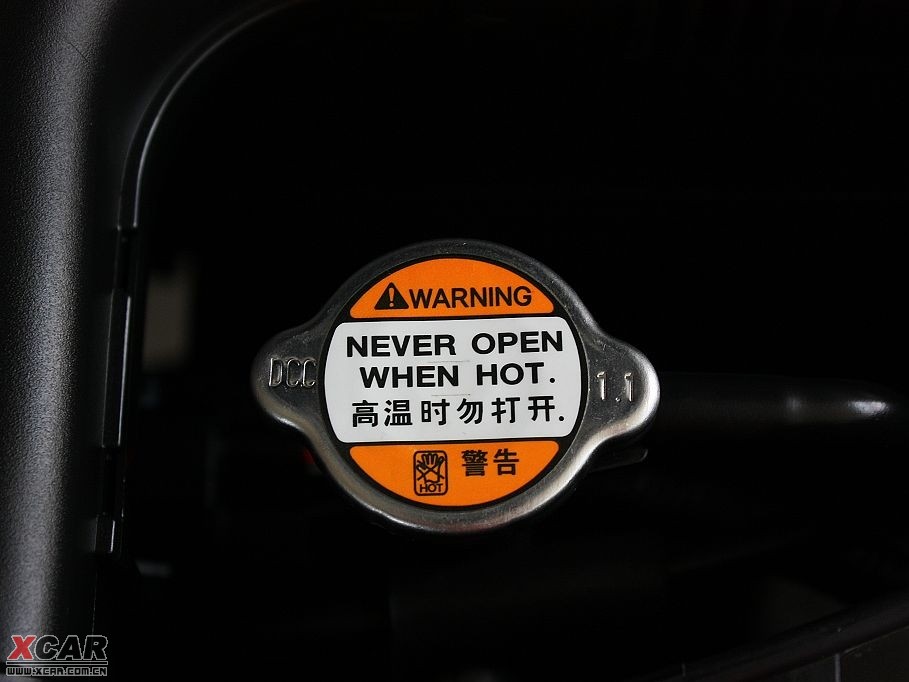 WARNING
NEVER OPEN
WHEN HOT.
高温时勿打开.
DCC
1.1
警告
HOT
XCAR
WWW.XCAR.COM.CN